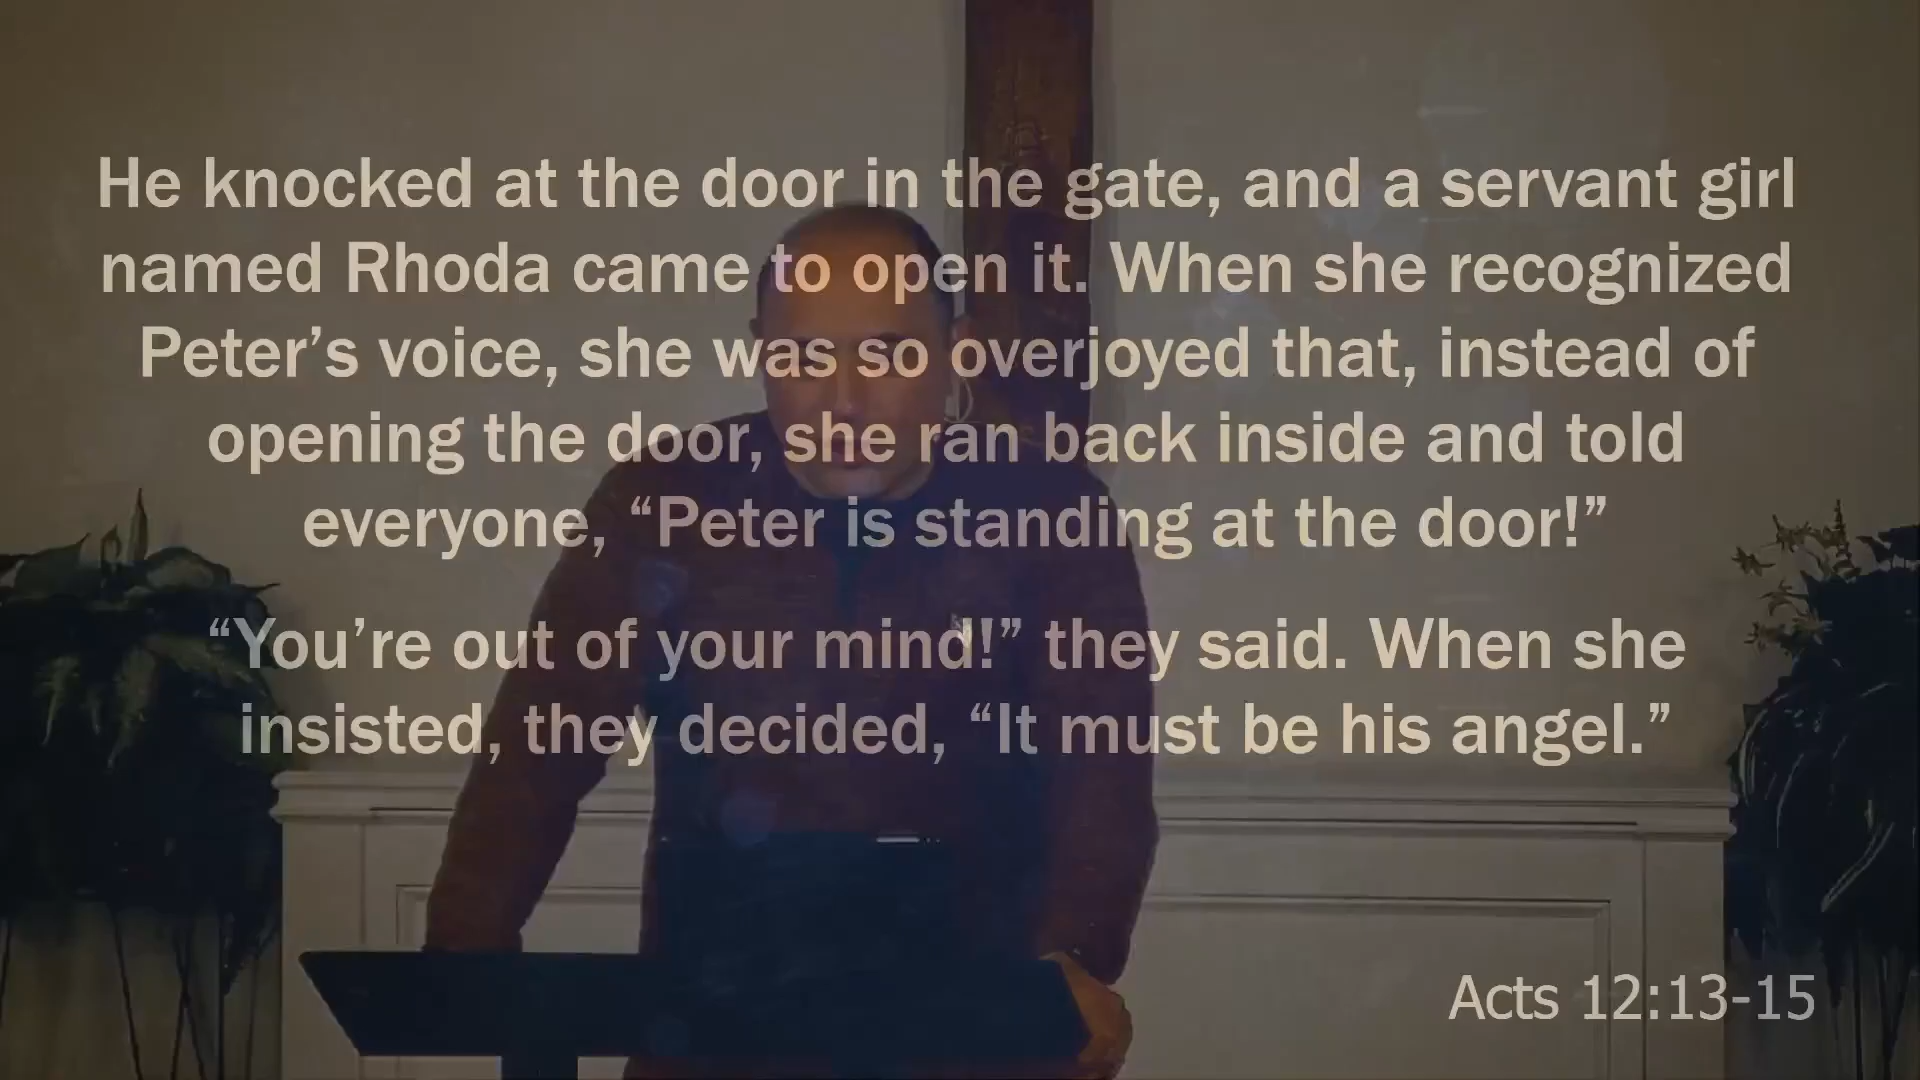 He knocked at the door in the gate, and a servant girl
named Rhoda came to open it. When she recognized
Peter’s voice, she was so overjoyed that, instead of
opening the door, she ran back inside and told
everyone, “Peter is standing at the door!”
“You’re out of your mind!” they said. When she
insisted, they decided, “It must be his angel.”
Acts 12:13-15